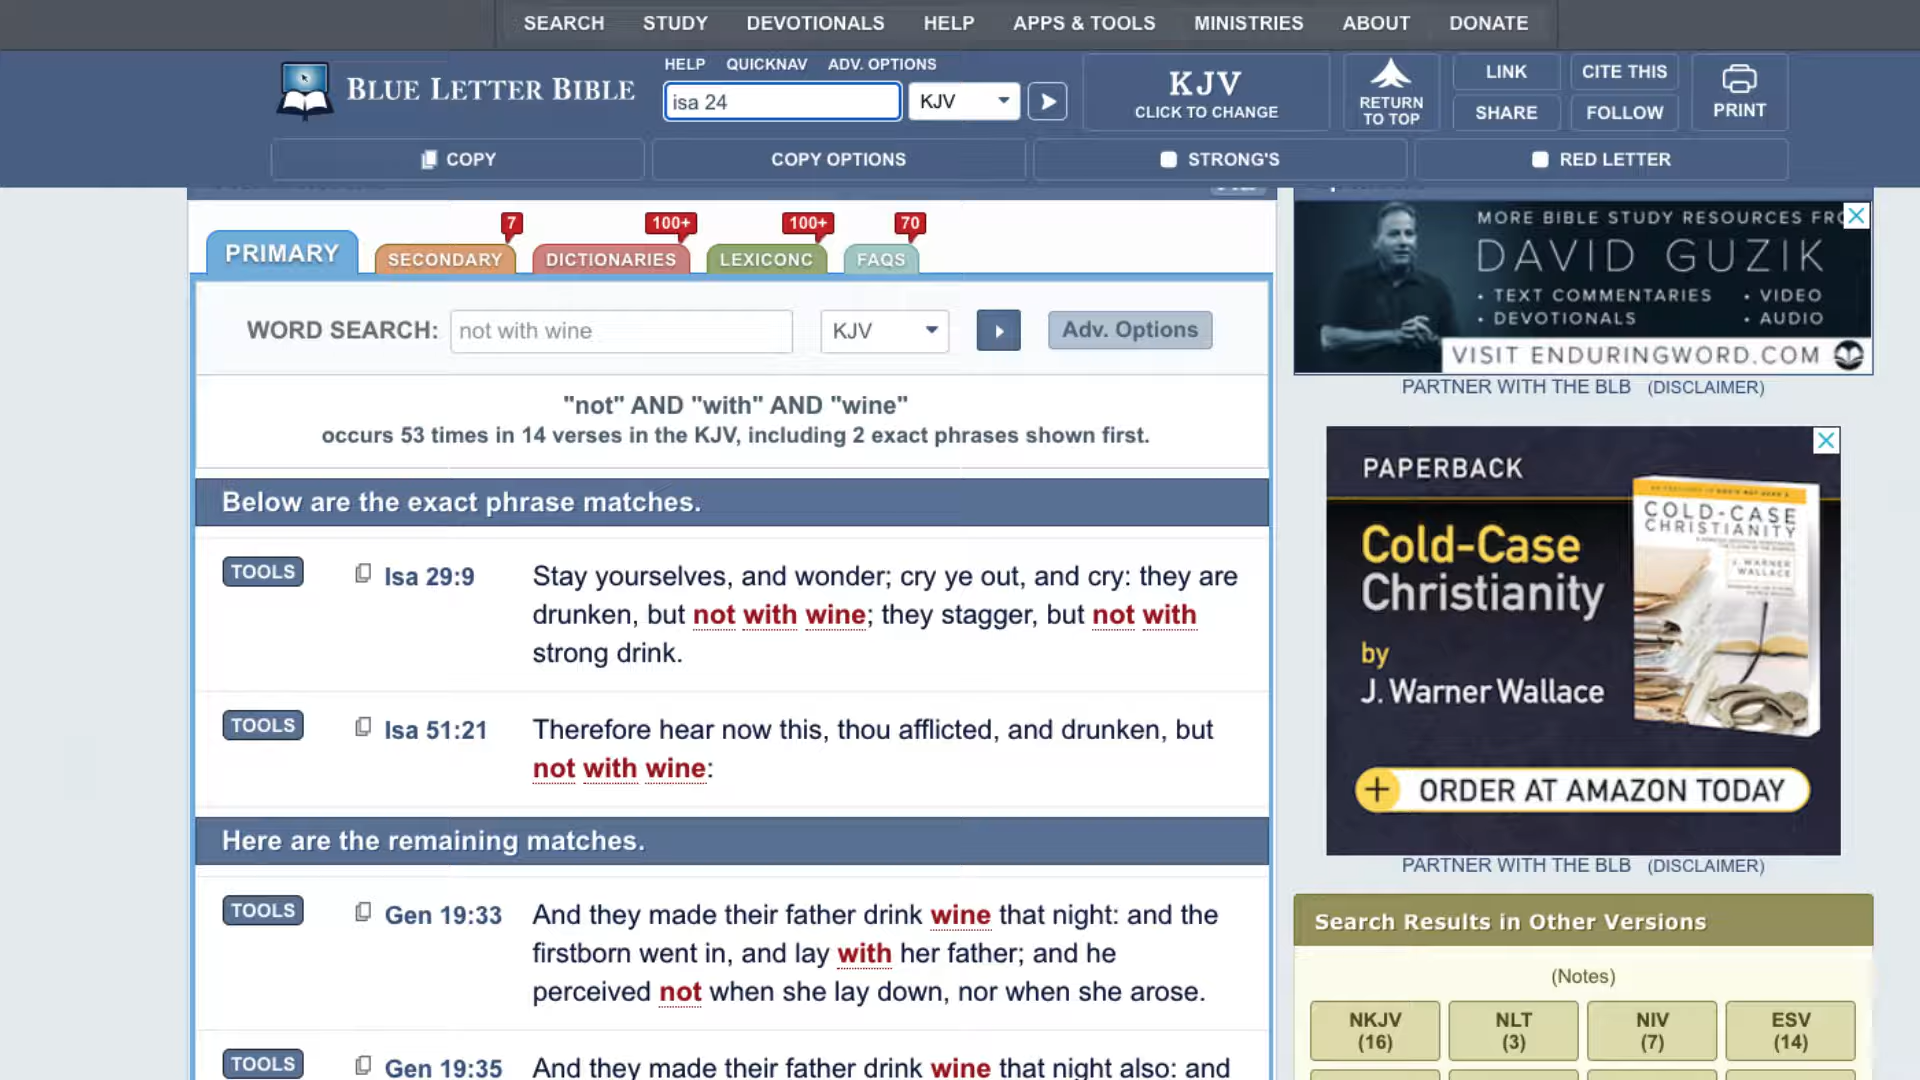 SEARCH STUDY DEVOTIONALS HELP APPS & TOOLS MINISTRIES ABOUT DONATE
BLUE LETTER BIBLE
HELP QUICKNAV ADV. OPTIONS
isa 24
KJV
KJV
CLICK TO CHANGE
RETURN
TO TOP
LINK
CITE THIS
SHARE
FOLLOW
PRINT
COPY
COPY OPTIONS
STRONG'S
RED LETTER
7
100+
100+
70
PRIMARY
SECONDARY
DICTIONARIES
LEXICONC
FAQS
WORD SEARCH: not with wine KJV Adv. Options
"not" AND "with" AND "wine"
occurs 53 times in 14 verses in the KJV, including 2 exact phrases shown first.
Below are the exact phrase matches.
TOOLS Isa 29:9 Stay yourselves, and wonder; cry ye out, and cry: they are
drunken, but not with wine; they stagger, but not with
strong drink.
TOOLS Isa 51:21 Therefore hear now this, thou afflicted, and drunken, but
not with wine:
Here are the remaining matches.
TOOLS Gen 19:33 And they made their father drink wine that night: and the
firstborn went in, and lay with her father; and he
perceived not when she lay down, nor when she arose.
TOOLS Gen 19:35 And they made their father drink wine that night also: and
MORE BIBLE STUDY RESOURCES FRO
DAVID GUZIK
• TEXT COMMENTARIES • VIDEO
• DEVOTIONALS • AUDIO
VISIT ENDURINGWORD.COM
PARTNER WITH THE BLB (DISCLAIMER)
PAPERBACK
Cold-Case
Christianity
by
J. Warner Wallace
COLD-CASE
CHRISTIANITY
J. WARNER
WALLACE
ORDER AT AMAZON TODAY
PARTNER WITH THE BLB (DISCLAIMER)
Search Results in Other Versions
(Notes)
NKJV
(16)
NLT
(3)
NIV
(7)
ESV
(14)